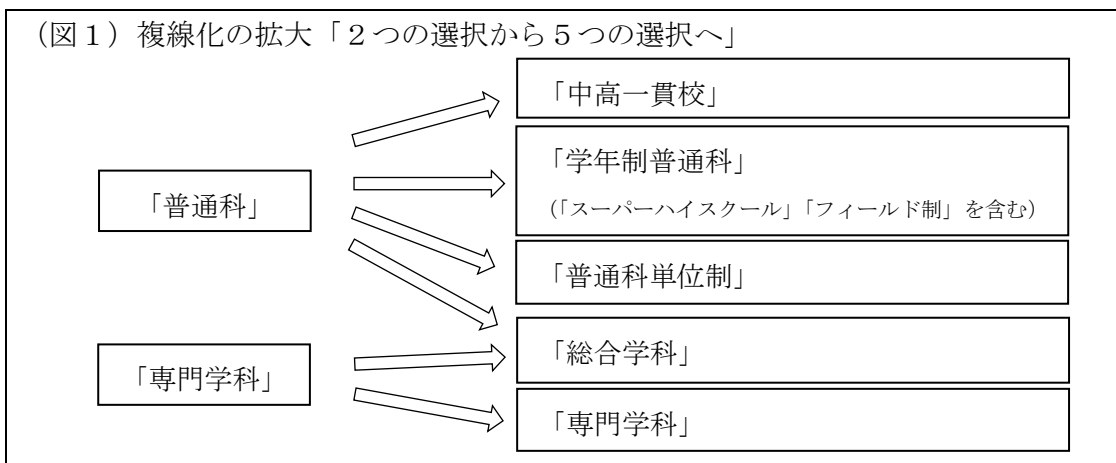 （図１）複線化の拡大「２つの選択から５つの選択へ」
「中高一貫校」
「学年制普通科」
（「スーパーハイスクール」「フィールド制」を含む）
「普通科」
「普通科単位制」
「総合学科」
「専門学科」
「専門学科」